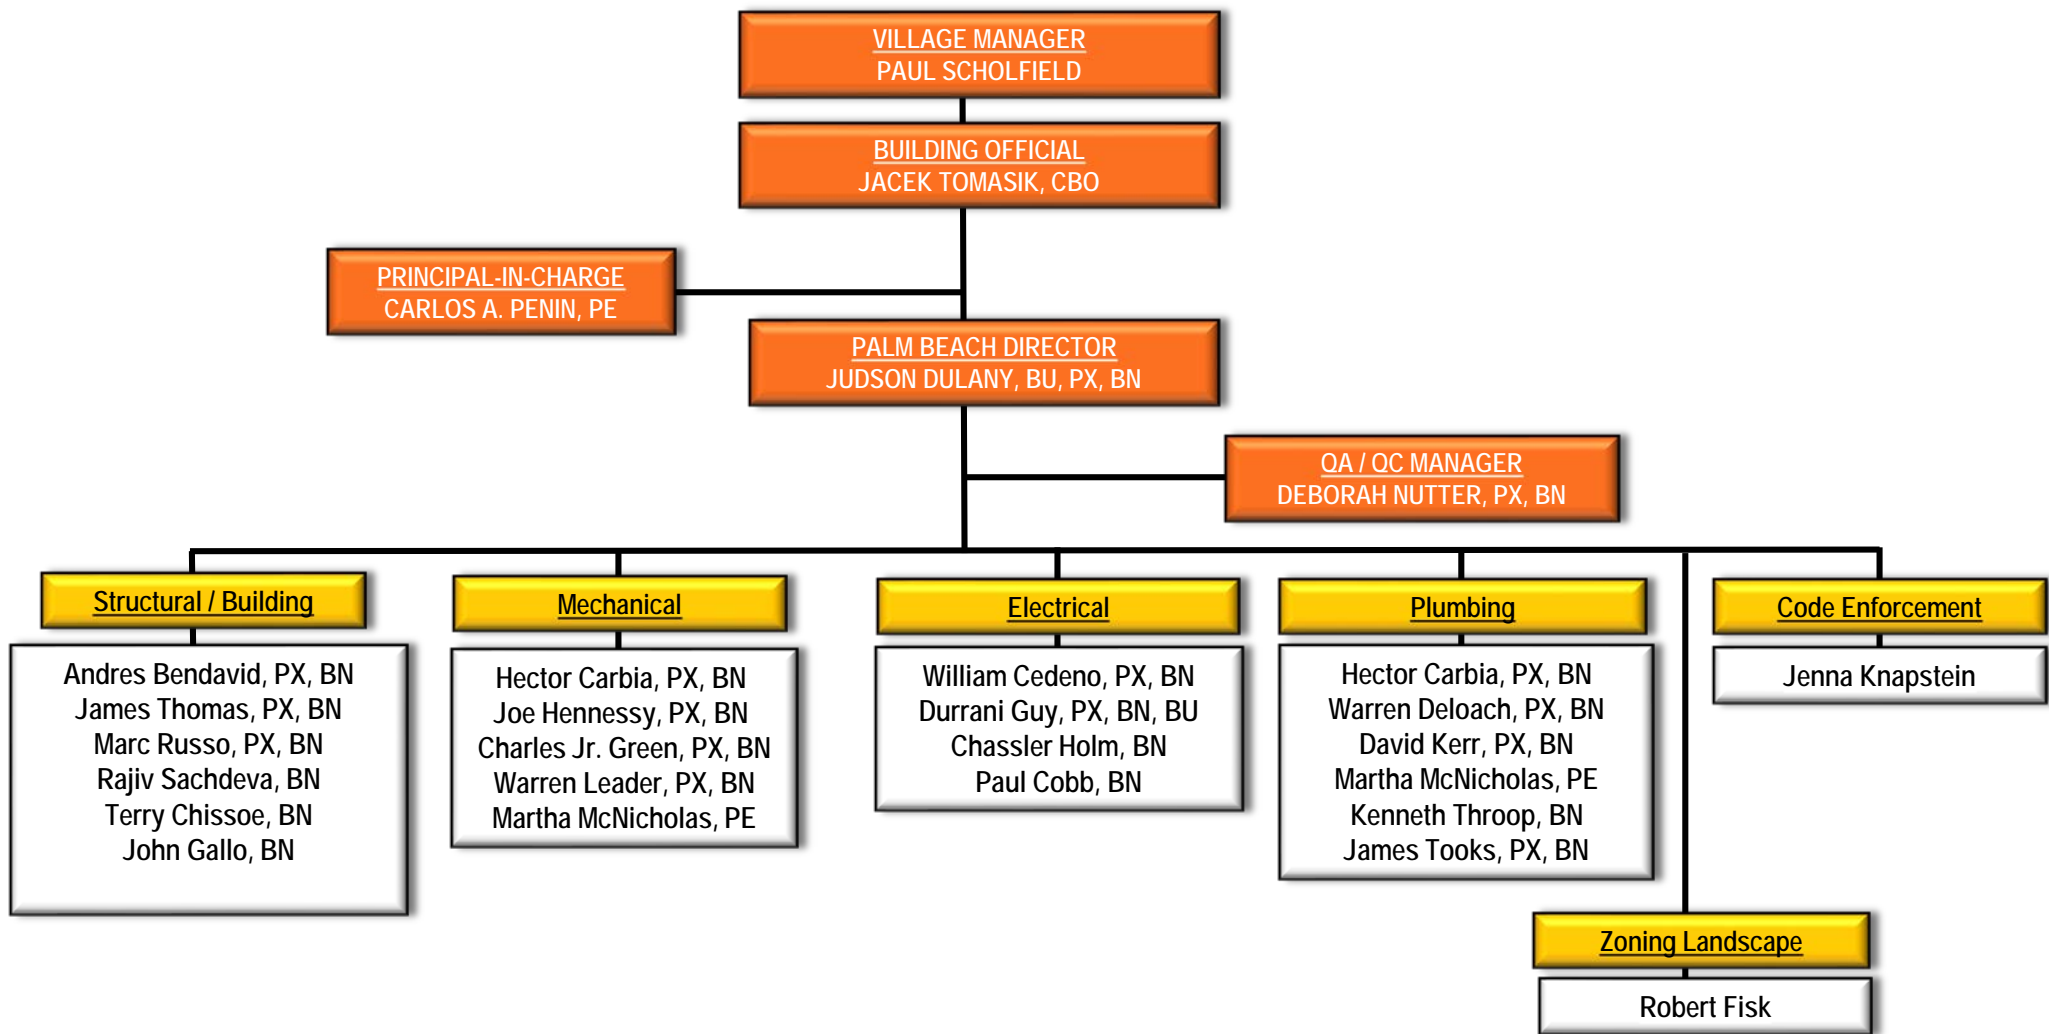 VILLAGE MANAGER
PAUL SCHOLFIELD
BUILDING OFFICIAL
JACEK TOMASIK, CBO
PRINCIPAL-IN-CHARGE
CARLOS A. PENIN, PE
PALM BEACH DIRECTOR
JUDSON DULANY, BU, PX, BN
QA / QC MANAGER
DEBORAH NUTTER, PX, BN
Structural / Building
Andres Bendavid, PX, BN
James Thomas, PX, BN
Marc Russo, PX, BN
Rajiv Sachdeva, BN
Terry Chissoe, BN
John Gallo, BN
Mechanical
Hector Carbia, PX, BN
Joe Hennessy, PX, BN
Charles Jr. Green, PX, BN
Warren Leader, PX, BN
Martha McNicholas, PE
Electrical
William Cedeno, PX, BN
Durrani Guy, PX, BN, BU
Chassler Holm, BN
Paul Cobb, BN
Plumbing
Hector Carbia, PX, BN
Warren Deloach, PX, BN
David Kerr, PX, BN
Martha McNicholas, PE
Kenneth Throop, BN
James Tooks, PX, BN
Code Enforcement
Jenna Knapstein
Zoning Landscape
Robert Fisk